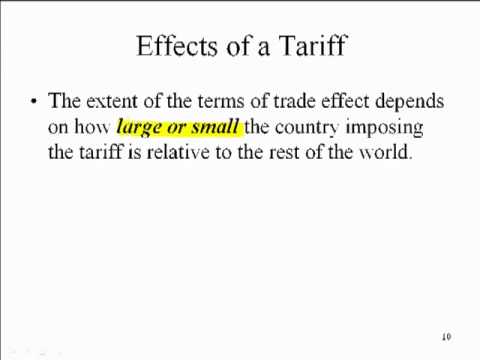 Effects of a Tariff
• The extent of the terms of trade effect depends
on how large or small the country imposing
the tariff is relative to the rest of the world.
10